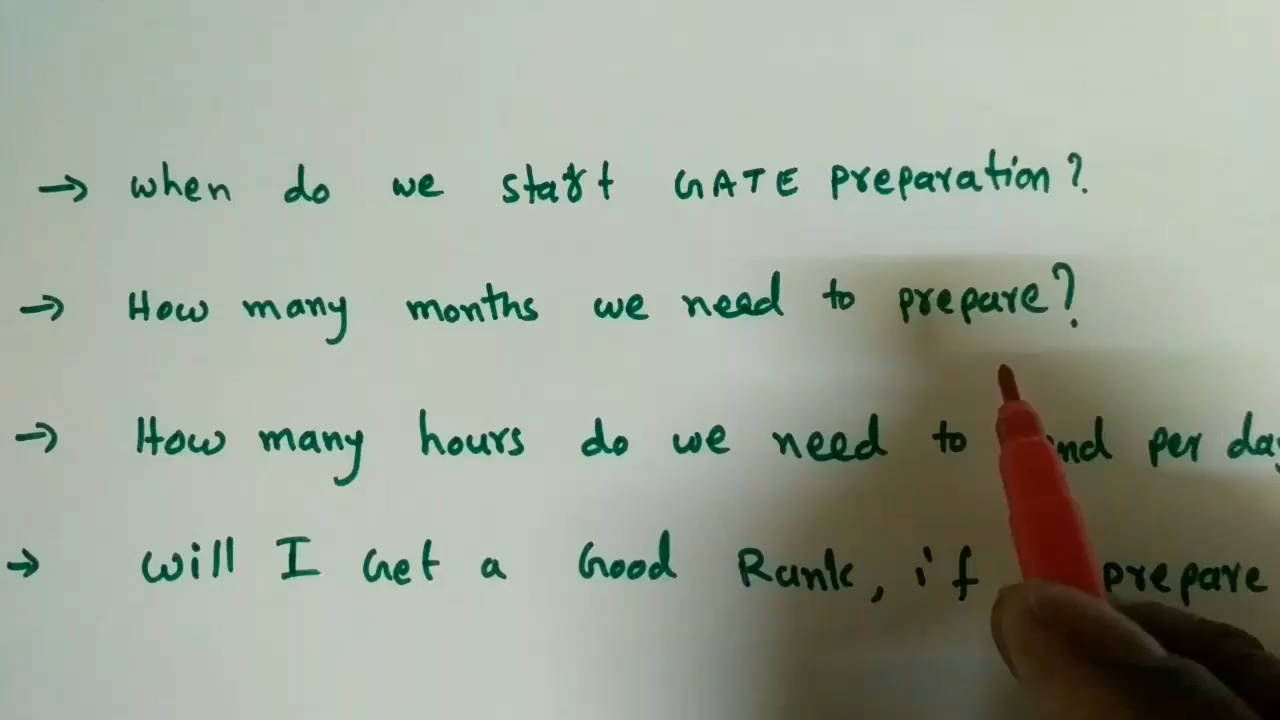 → when do we start GATE preparation?
→ How many months we need to prepare?
→ How many hours do we need to per
→ will I Get a Good Rank, if prepare